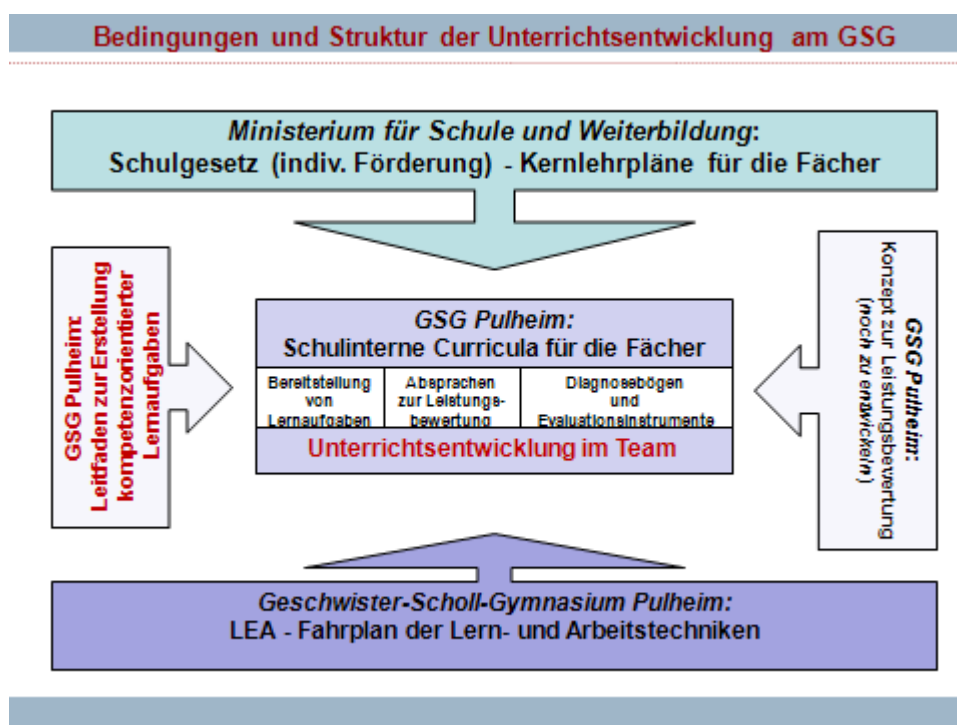 Bedingungen und Struktur der Unterrichtsentwicklung am GSG
Ministerium für Schule und Weiterbildung:
Schulgesetz (indiv. Förderung) - Kernlehrpläne für die Fächer
GSG Pulheim:
Leitfaden zur Erstellung
kompetenzorientierter
Lernaufgaben
GSG Pulheim:
Schulinterne Curricula für die Fächer
Bereitstellung
von
Lernaufgaben
Absprachen
zur Leistungs-
bewertung
Diagnosebögen
und
Evaluationsinstrumente
Unterrichtsentwicklung im Team
GSG Pulheim:
Konzept zur Leistungsbewertung
(noch zu entwickeln)
Geschwister-Scholl-Gymnasium Pulheim:
LEA - Fahrplan der Lern- und Arbeitstechniken